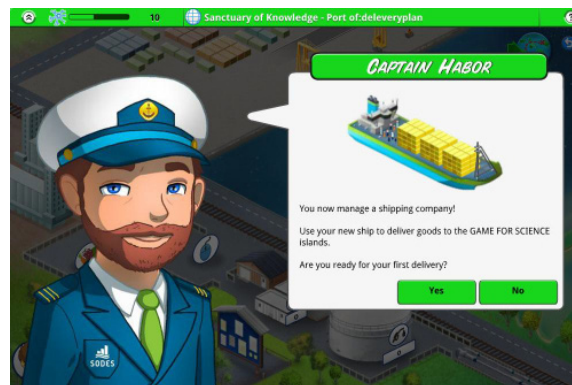 10 Sanctuary of Knowledge - Port of:deleveryplan
CAPTAIN HABOR
You now manage a shipping company!
Use your new ship to deliver goods to the GAME FOR SCIENCE
islands.
Are you ready for your first delivery?
Yes No
SODES